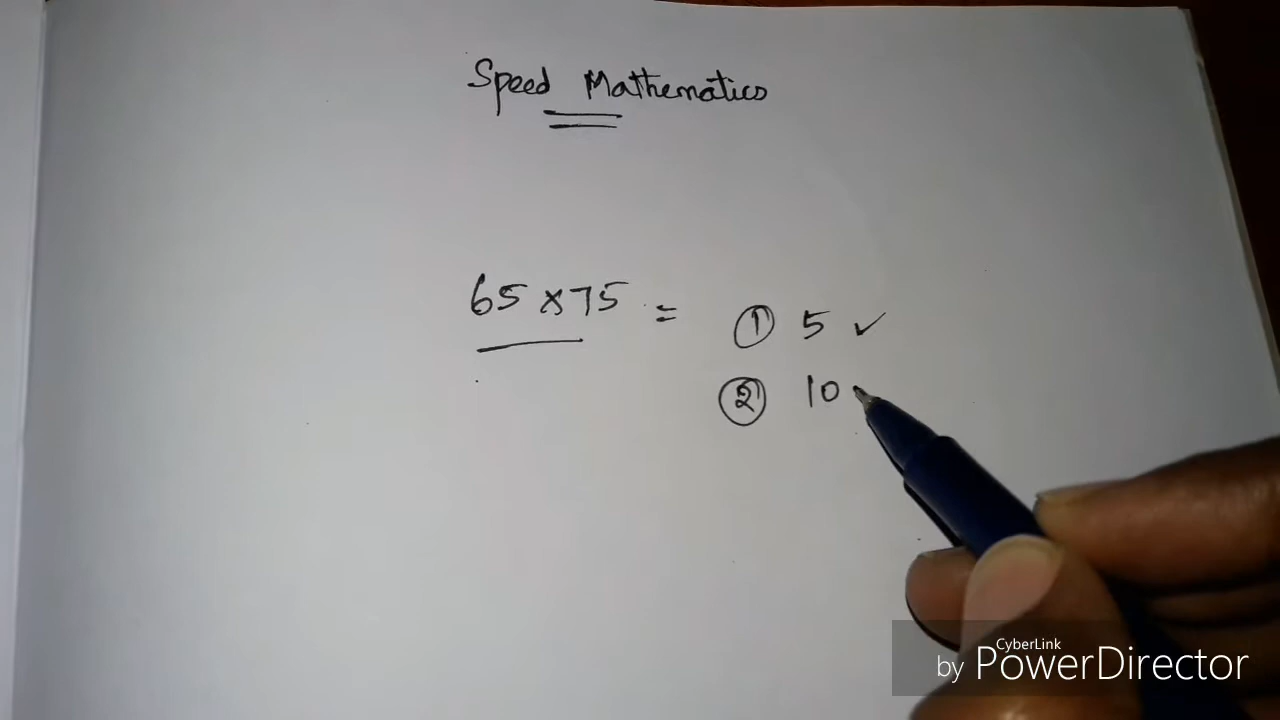 Speed Mathematics
65 × 75 =
① 5 ✓
② 10
CyberLink
by PowerDirector